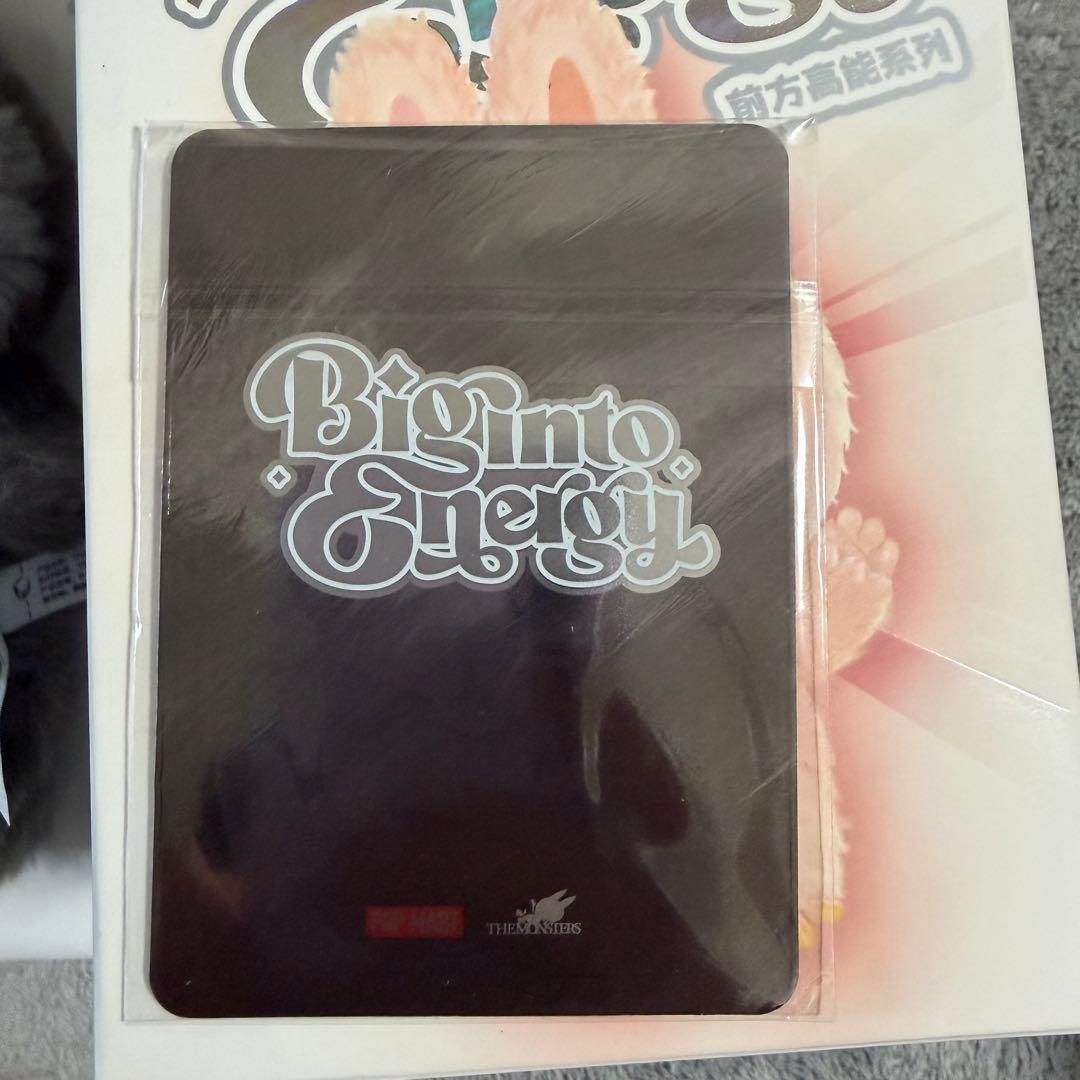 前方高能系列
Big into
Energy
POP MART
THE MONSTERS